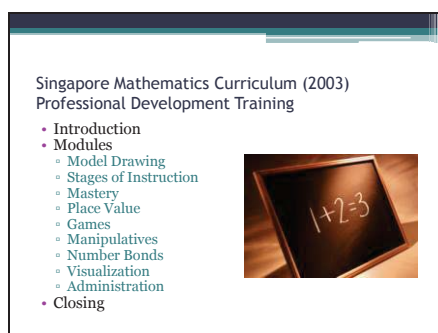 Singapore Mathematics Curriculum (2003)
Professional Development Training
• Introduction
• Modules
▫ Model Drawing
▫ Stages of Instruction
▫ Mastery
▫ Place Value
▫ Games
▫ Manipulatives
▫ Number Bonds
▫ Visualization
▫ Administration
• Closing
1+2=3